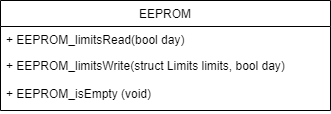 EEPROM
+ EEPROM_limitsRead(bool day)
+ EEPROM_limitsWrite(struct Limits limits, bool day)
+ EEPROM_isEmpty (void)